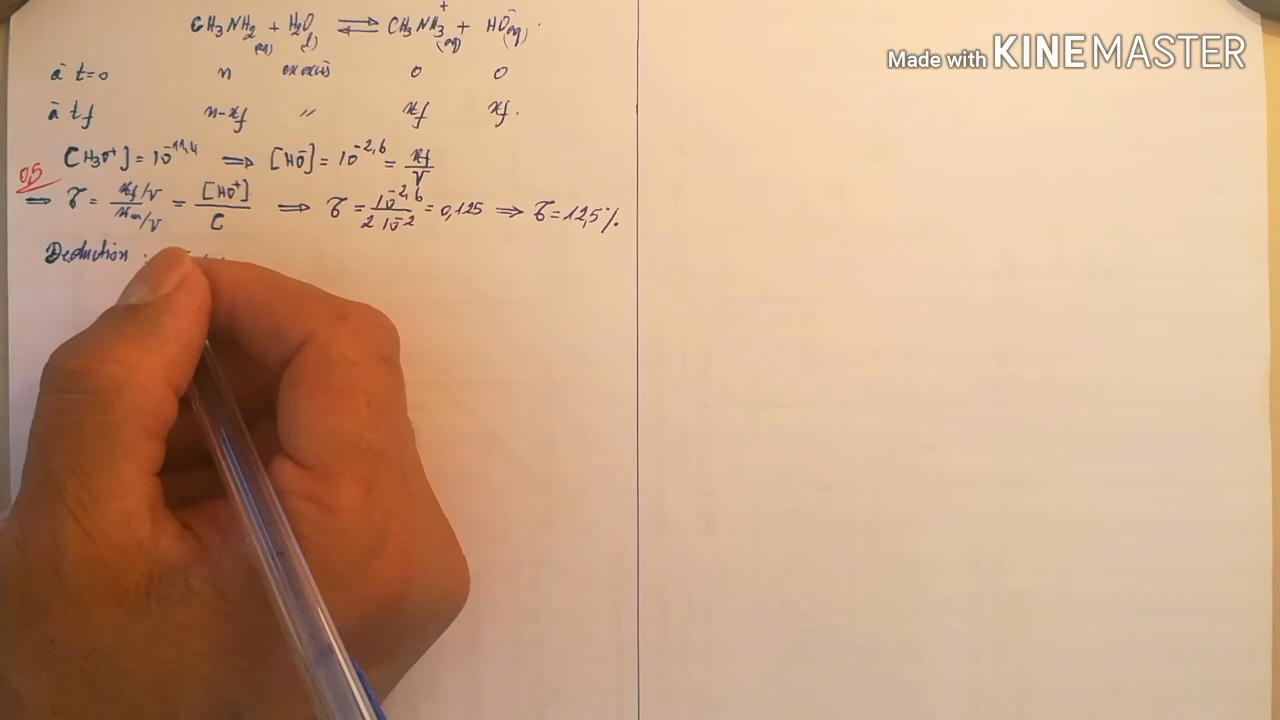 CH3NH2(aq) + H2O(l) ⇌ CH3NH3+(aq) + HO-(aq).
à t=0 n excès 0 0
à tf n-xf // xf xf.
[H3O+] = 10^-11,4 ⟹ [HO-] = 10^-2,6 = xf/V
0,5
⟹ τ = (xf/V)/(xm/V) = [HO+]/C ⟹ τ = 10^-2,6/2 10^-2 = 0,125 ⟹ τ = 12,5%.
Deduction :
Made with KINEMASTER